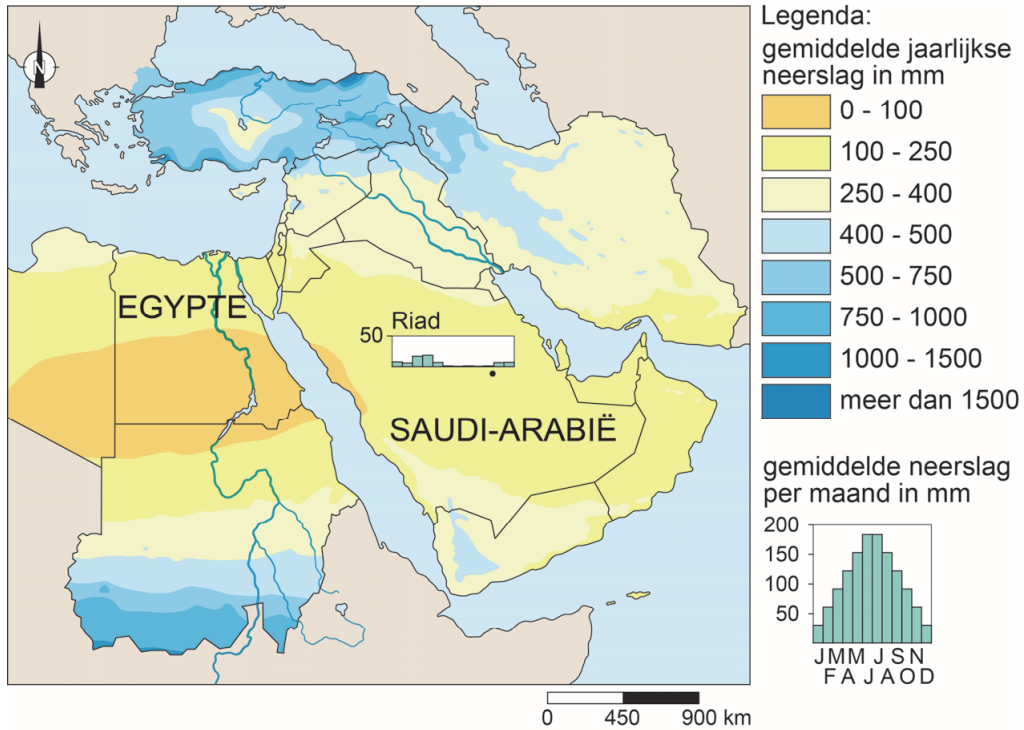 N
EGYPTE
50
Riad
SAUDI-ARABIË
0
450
900 km
Legenda:
gemiddelde jaarlijkse
neerslag in mm
0 - 100
100 - 250
250 - 400
400 - 500
500 - 750
750 - 1000
1000 - 1500
meer dan 1500
gemiddelde neerslag
per maand in mm
200
150
100
50
J M M J S N
F A J A O D